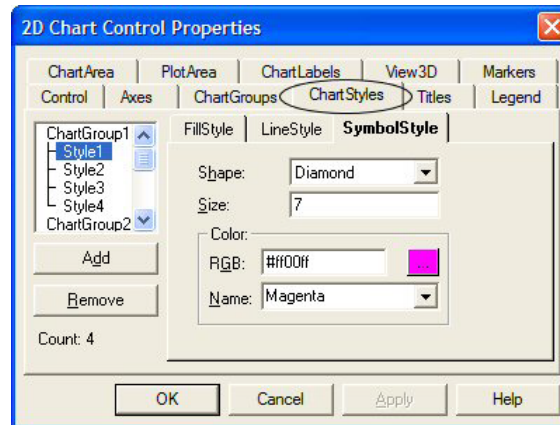 2D Chart Control Properties
ChartArea PlotArea ChartLabels View3D Markers
Control Axes ChartGroups ChartStyles Titles Legend
ChartGroup1
Style1
Style2
Style3
Style4
ChartGroup2
Add
Remove
Count: 4
FillStyle LineStyle SymbolStyle
Shape: Diamond
Size: 7
Color:
RGB: #ff00ff ...
Name: Magenta
OK Cancel Apply Help